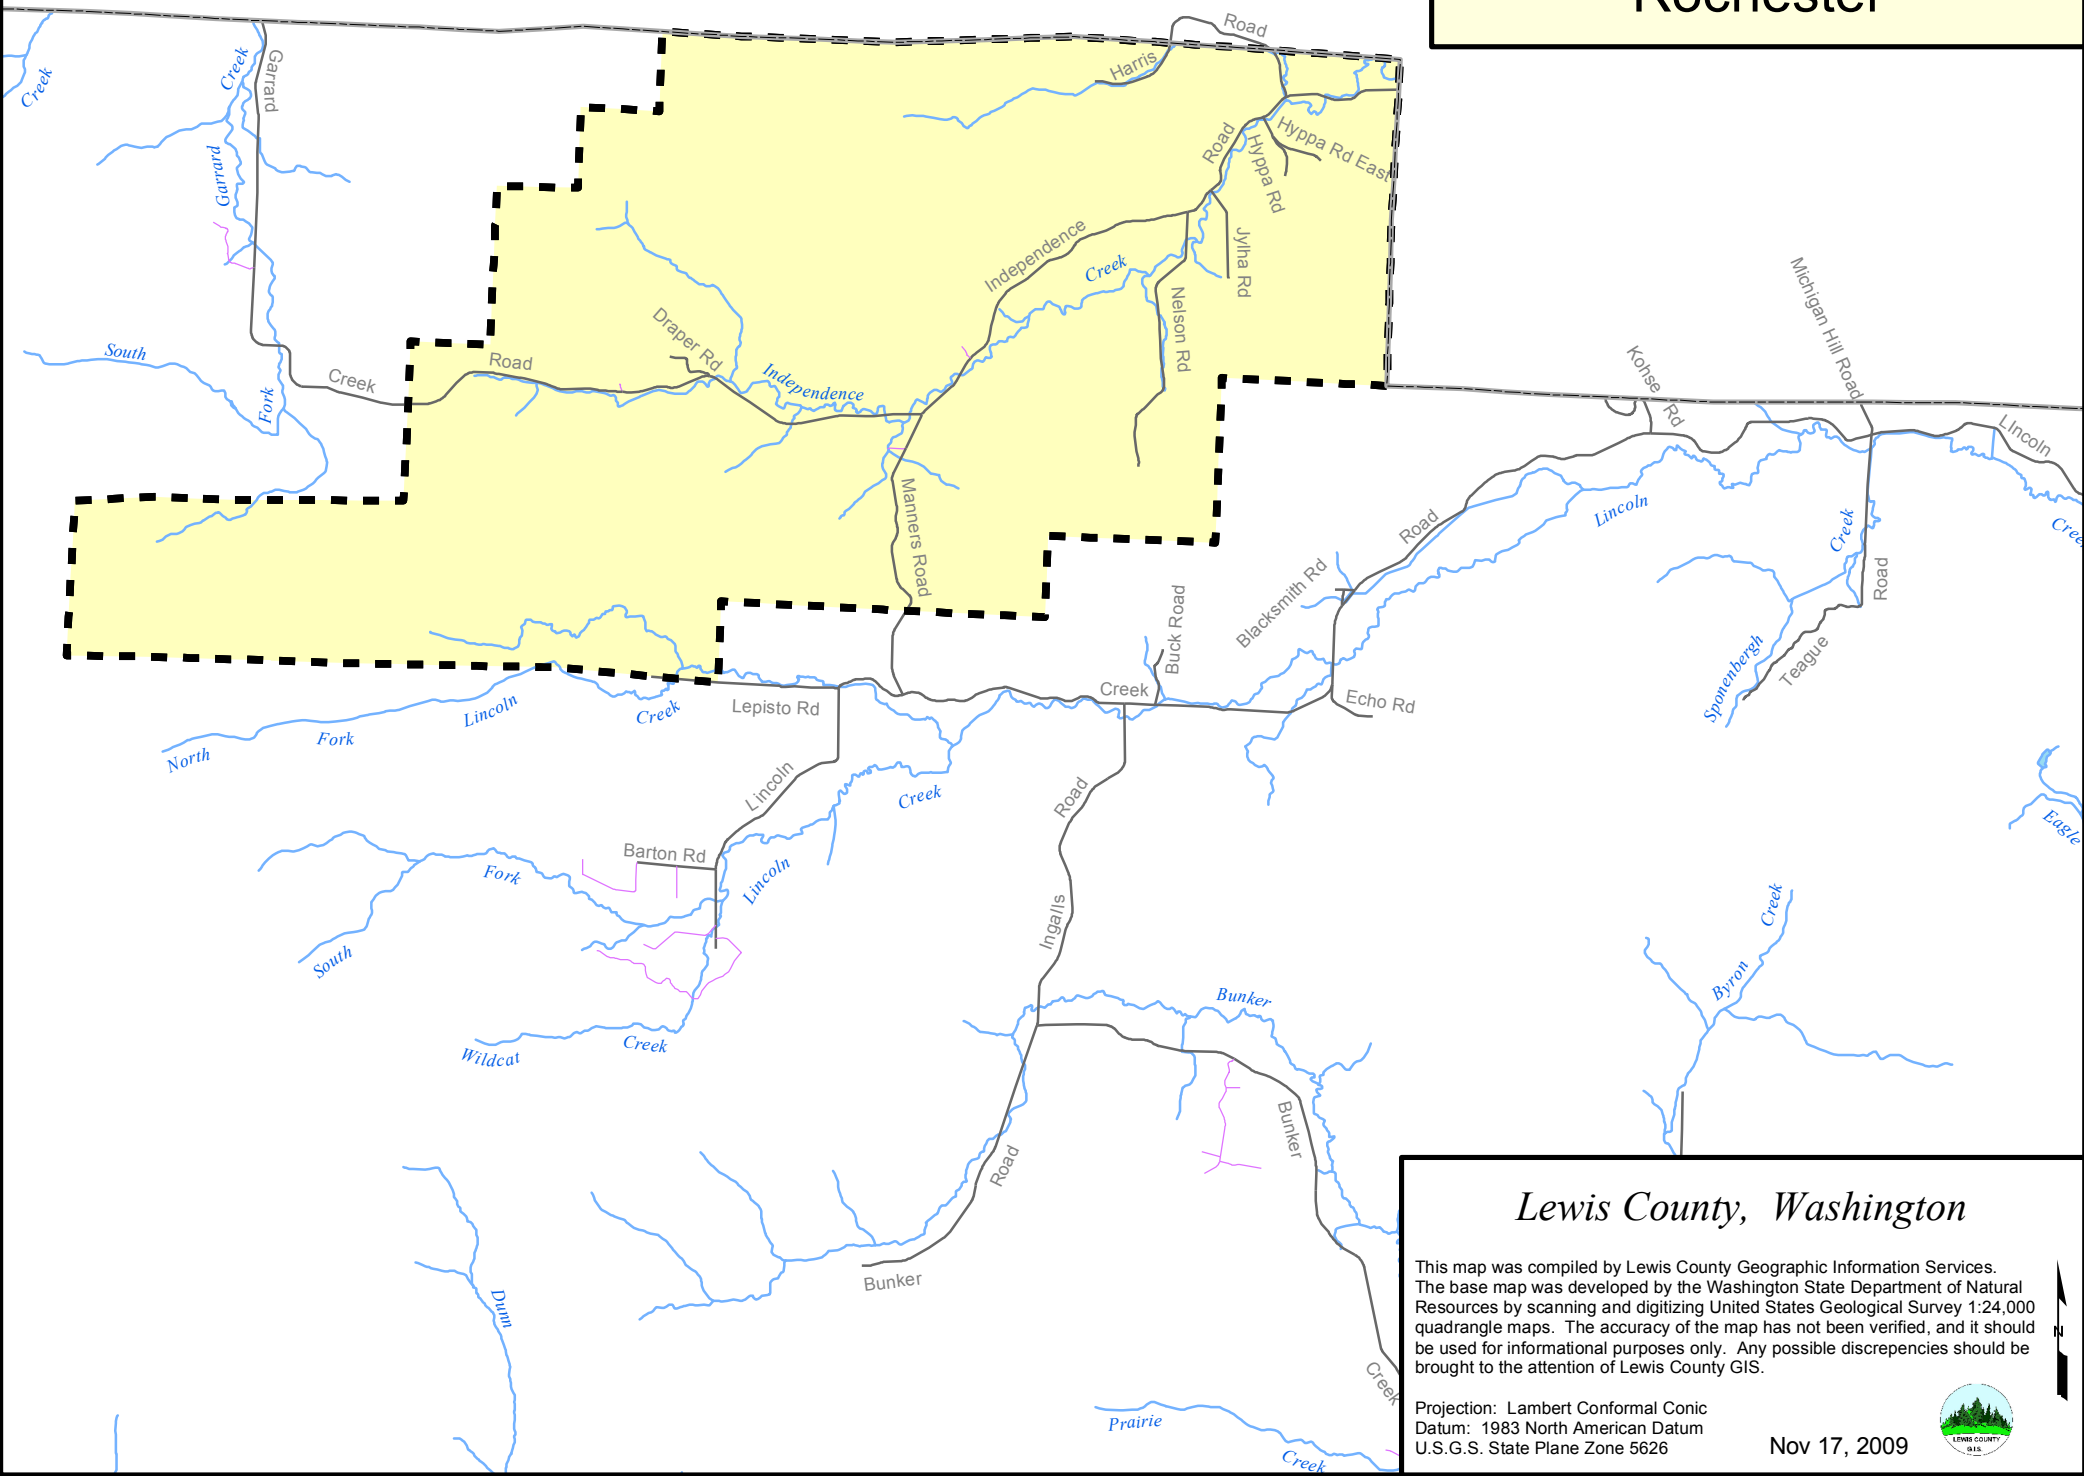 Rochester
Road
Harris
Creek
Garrard
Creek
Garrard
Road
Hyppa Rd East
Hyppa Rd
Jylha Rd
Independence
Creek
Nelson Rd
Draper Rd
Road
Independence
Creek
South
Fork
Michigan Hill Road
Kohse
Rd
LIncoln
Creek
Lincoln
Road
Creek
Road
Manners Road
Blacksmith Rd
Buck Road
Sponenbergh
Teague
Echo Rd
Creek
Lepisto Rd
Creek
Lincoln
Fork
North
Lincoln
Creek
Road
Eagle
Barton Rd
Lincoln
Fork
South
Ingalls
Creek
Byron
Bunker
Creek
Wildcat
Bunker
Road
Bunker
Dunn
Creek
Prairie
Creek
Lewis County, Washington
This map was compiled by Lewis County Geographic Information Services.
The base map was developed by the Washington State Department of Natural
Resources by scanning and digitizing United States Geological Survey 1:24,000
quadrangle maps. The accuracy of the map has not been verified, and it should
be used for informational purposes only. Any possible discrepencies should be
brought to the attention of Lewis County GIS.
N
Projection: Lambert Conformal Conic
Datum: 1983 North American Datum
U.S.G.S. State Plane Zone 5626
Nov 17, 2009
LEWIS COUNTY
G.I.S.